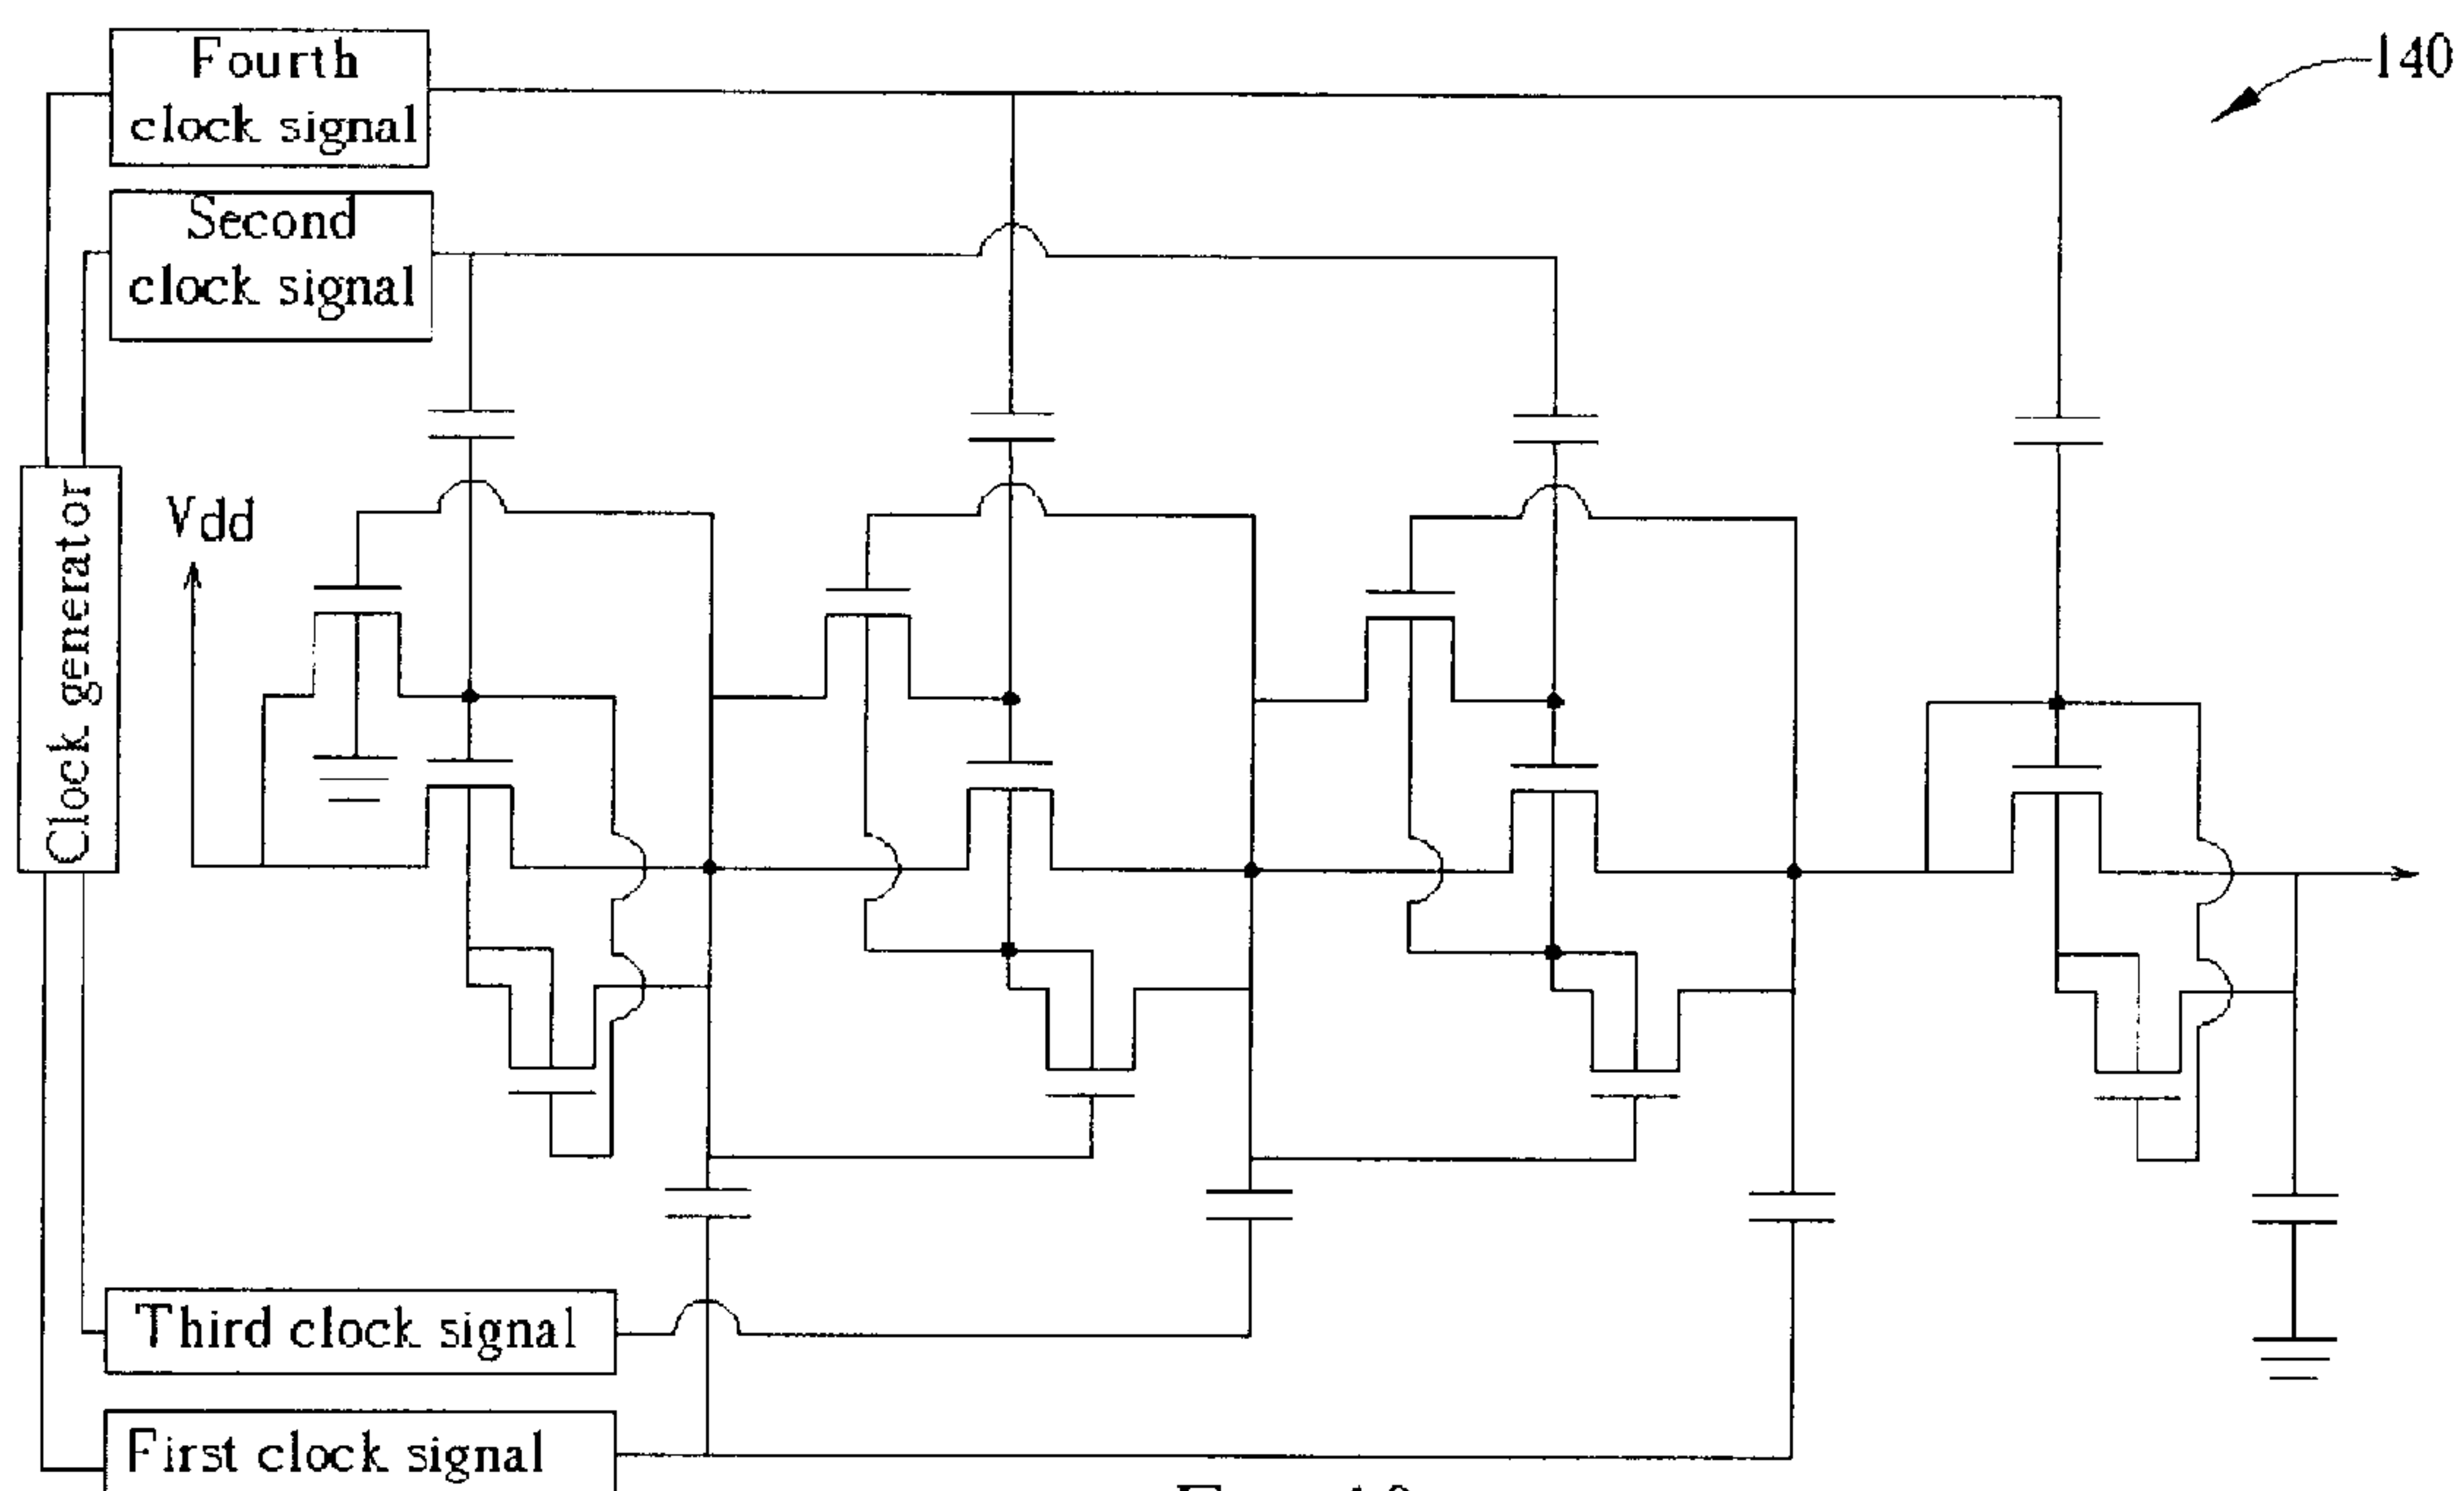 Fourth
clock signal
140
Second
clock signal
Clock generator
Vdd
Third clock signal
First clock signal